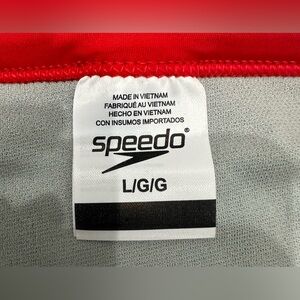 MADE IN VIETNAM
FABRIQUÉ AU VIETNAM
HECHO EN VIETNAM
CON INSUMOS IMPORTADOS
speedo®
L/G/G